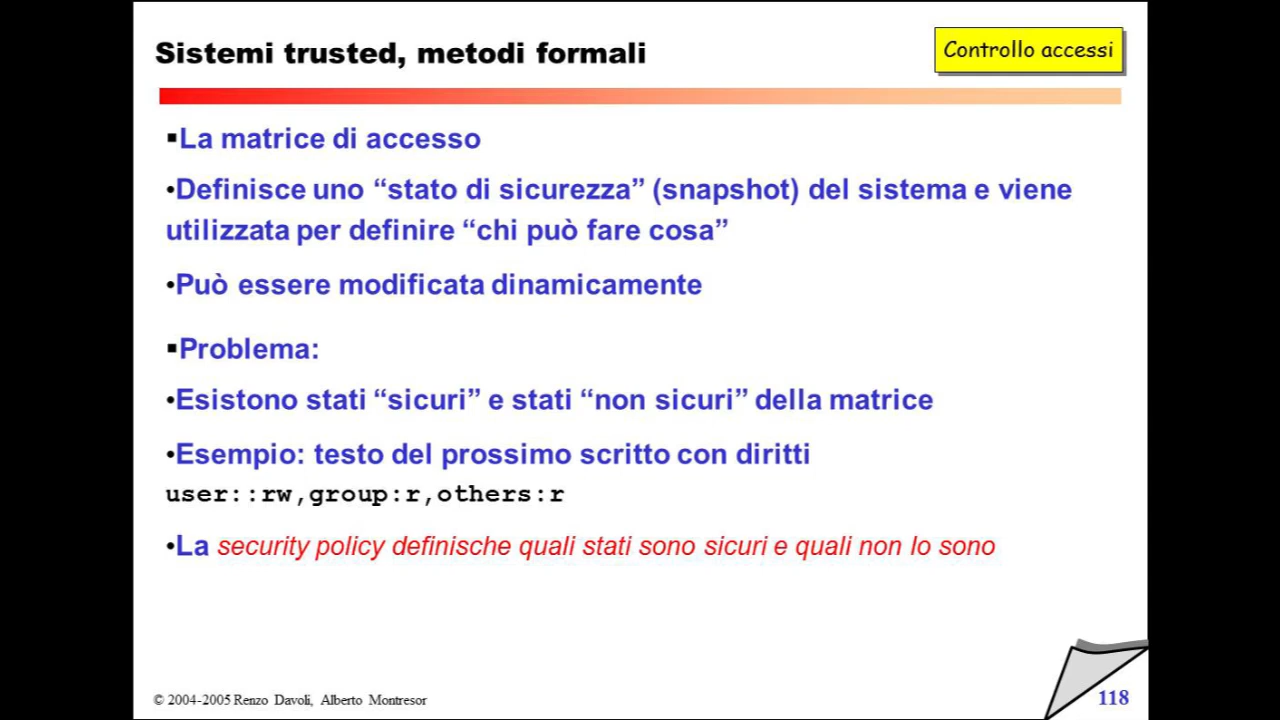 Sistemi trusted, metodi formali
Controllo accessi
▪La matrice di accesso
•Definisce uno “stato di sicurezza” (snapshot) del sistema e viene
utilizzata per definire “chi può fare cosa”
•Può essere modificata dinamicamente
▪Problema:
•Esistono stati “sicuri” e stati “non sicuri” della matrice
•Esempio: testo del prossimo scritto con diritti
user::rw,group:r,others:r
•La security policy definische quali stati sono sicuri e quali non lo sono
© 2004-2005 Renzo Davoli, Alberto Montresor
118